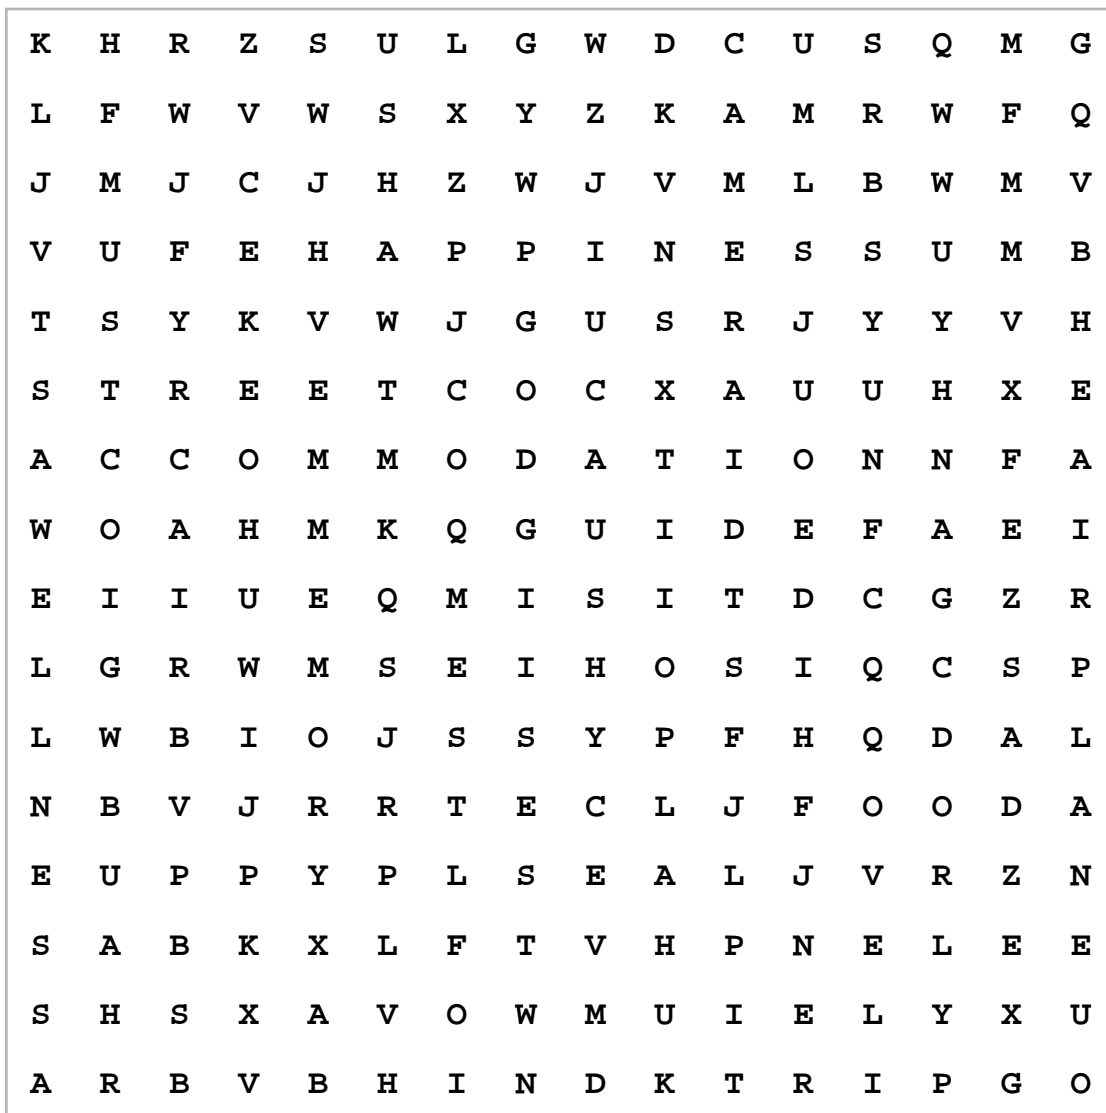 K H R Z S U L G W D C U S Q M G
L F W V W S X Y Z K A M R W F Q
J M J C J H Z W J V M L B W M V
V U F E H A P P I N E S S U M B
T S Y K V W J G U S R J Y Y V H
S T R E E T C O C X A U U H X E
A C C O M M O D A T I O N N F A
W O A H M K Q G U I D E F A E I
E I I U E Q M I S I T D C G Z R
L G R W M S E I H O S I Q C S P
L W B I O J S S Y P F H Q D A L
N B V J R R T E C L J F O O D A
E U P P Y P L S E A L J V R Z N
S A B K X L F T V H P N E L E E
S H S X A V O W M U I E L Y X U
A R B V B H I N D K T R I P G O